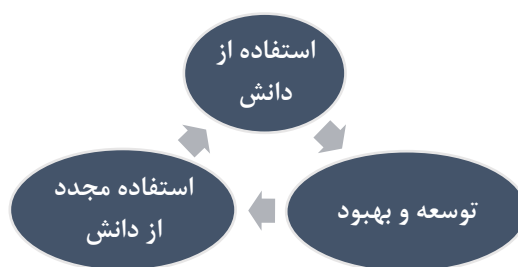 استفاده از
دانش
توسعه و بهبود
استفاده مجدد
از دانش